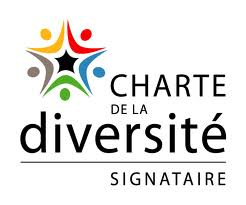 CHARTE
DE LA
diversité
SIGNATAIRE